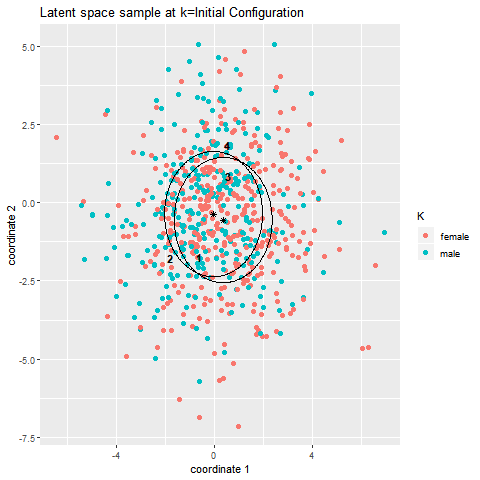 Latent space sample at k=Initial Configuration
5.0
2.5
0.0
-2.5
-5.0
-7.5
coordinate 2
4
3
2
1
-4
0
4
coordinate 1
K
female
male